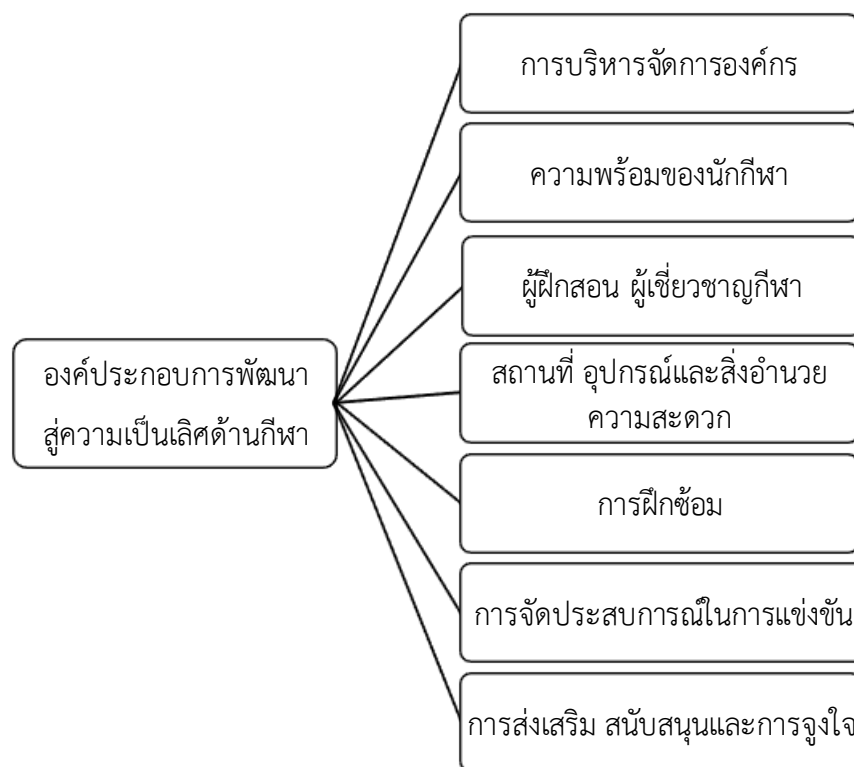 การบริหารจัดการองค์กร
ความพร้อมของนักกีฬา
ผู้ฝึกสอน ผู้เชี่ยวชาญกีฬา
องค์ประกอบการพัฒนา
สู่ความเป็นเลิศด้านกีฬา
สถานที่ อุปกรณ์และสิ่งอำนวย
ความสะดวก
การฝึกซ้อม
การจัดประสบการณ์ในการแข่งขัน
การส่งเสริม สนับสนุนและการจูงใจ